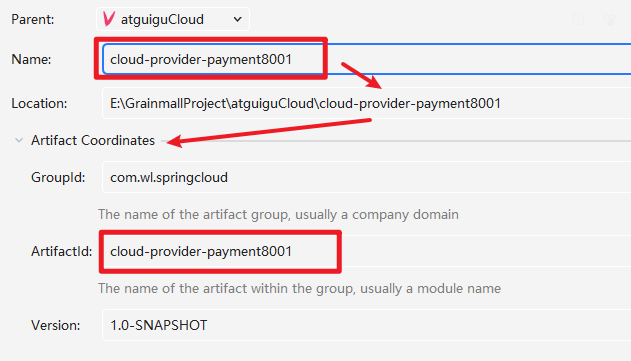 Parent: atguiguCloud
Name: cloud-provider-payment8001
Location: E:\GrainmallProject\atguiguCloud\cloud-provider-payment8001
Artifact Coordinates
GroupId: com.wl.springcloud
The name of the artifact group, usually a company domain
ArtifactId: cloud-provider-payment8001
The name of the artifact within the group, usually a module name
Version: 1.0-SNAPSHOT